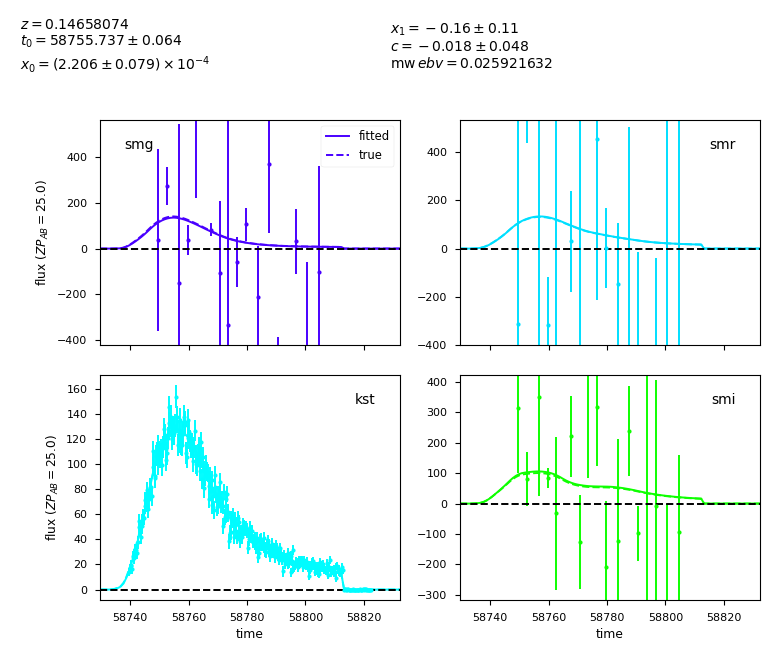 z = 0.14658074
t₀ = 58755.737 ± 0.064
x₀ = (2.206 ± 0.079) × 10⁻⁴
x₁ = −0.16 ± 0.11
c = −0.018 ± 0.048
mw ebv = 0.025921632
smg
fitted
true
400
200
0
−200
−400
flux (ZP_AB = 25.0)
smr
400
200
0
−200
−400
kst
160
140
120
100
80
60
40
20
0
flux (ZP_AB = 25.0)
58740 58760 58780 58800 58820
time
smi
400
300
200
100
0
−100
−200
−300
58740 58760 58780 58800 58820
time